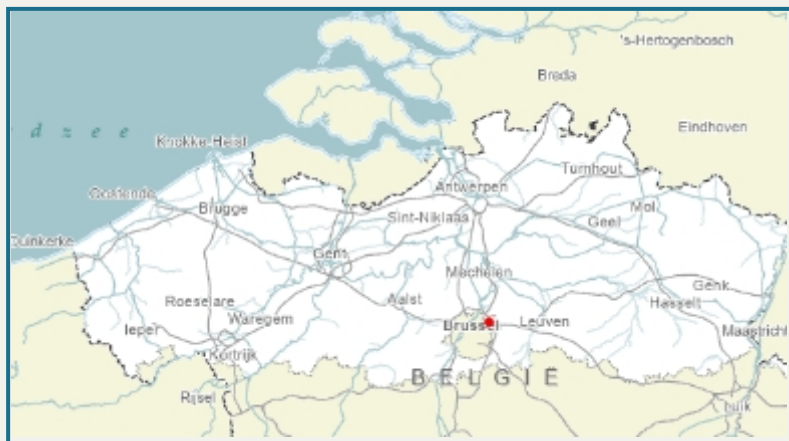 's-Hertogenbosch
Breda
d z e e
Eindhoven
Knokke-Heist
Turnhout
Antwerpen
Oostende
Mol
Brugge
Sint-Niklaas
Geel
Duinkerke
Gent
Mechelen
Genk
Aalst
Hasselt
Roeselare
Waregem
Brussel
Leuven
Ieper
Maastricht
Kortrijk
BELGIË
Rijsel
Luik